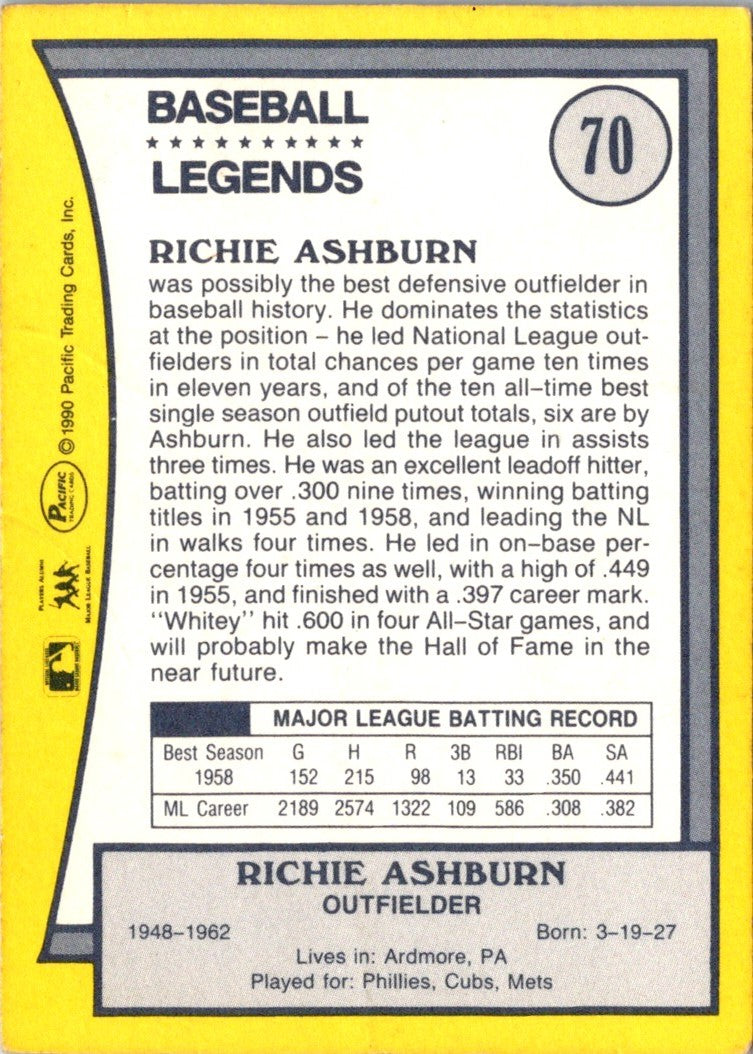 BASEBALL
★★★★★★★★★★
LEGENDS
70
RICHIE ASHBURN
was possibly the best defensive outfielder in
baseball history. He dominates the statistics
at the position – he led National League out-
fielders in total chances per game ten times
in eleven years, and of the ten all–time best
single season outfield putout totals, six are by
Ashburn. He also led the league in assists
three times. He was an excellent leadoff hitter,
batting over .300 nine times, winning batting
titles in 1955 and 1958, and leading the NL
in walks four times. He led in on–base per-
centage four times as well, with a high of .449
in 1955, and finished with a .397 career mark.
"Whitey" hit .600 in four All–Star games, and
will probably make the Hall of Fame in the
near future.
MAJOR LEAGUE BATTING RECORD
Best Season G H R 3B RBI BA SA
1958 152 215 98 13 33 .350 .441
ML Career 2189 2574 1322 109 586 .308 .382
RICHIE ASHBURN
OUTFIELDER
1948–1962 Born: 3–19–27
Lives in: Ardmore, PA
Played for: Phillies, Cubs, Mets
© 1990 Pacific Trading Cards, Inc.
PACIFIC
TRADING CARDS
PLAYERS ALUMNI
MAJOR LEAGUE BASEBALL